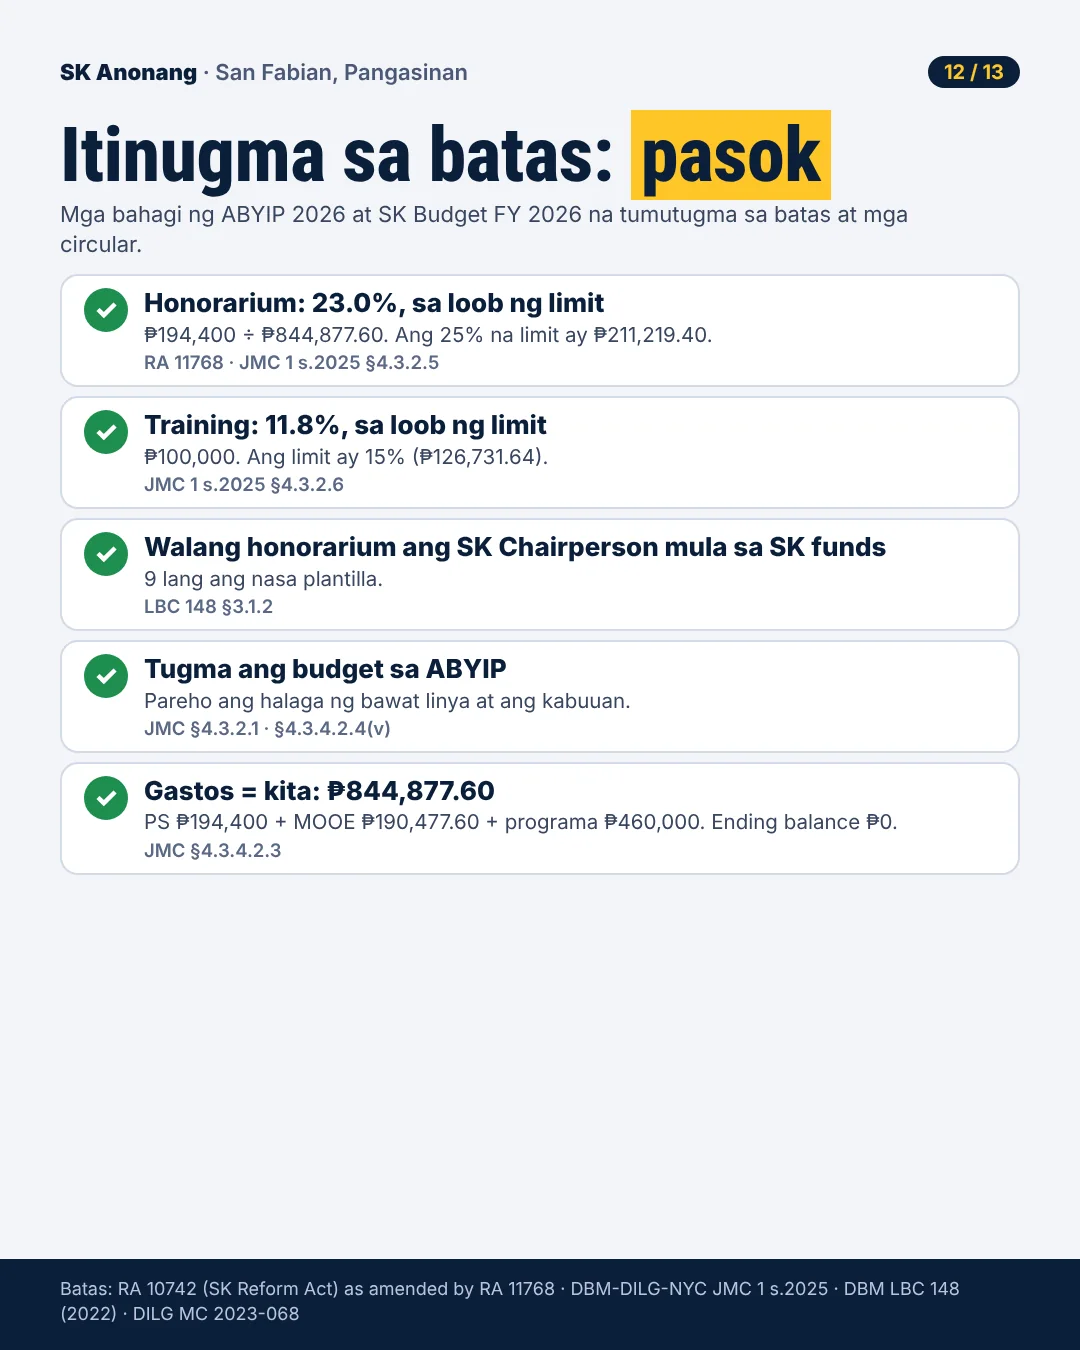 SK Anonang · San Fabian, Pangasinan
12 / 13
Itinugma sa batas: pasok
Mga bahagi ng ABYIP 2026 at SK Budget FY 2026 na tumutugma sa batas at mga
circular.
Honorarium: 23.0%, sa loob ng limit
₱194,400 ÷ ₱844,877.60. Ang 25% na limit ay ₱211,219.40.
RA 11768 · JMC 1 s.2025 §4.3.2.5
Training: 11.8%, sa loob ng limit
₱100,000. Ang limit ay 15% (₱126,731.64).
JMC 1 s.2025 §4.3.2.6
Walang honorarium ang SK Chairperson mula sa SK funds
9 lang ang nasa plantilla.
LBC 148 §3.1.2
Tugma ang budget sa ABYIP
Pareho ang halaga ng bawat linya at ang kabuuan.
JMC §4.3.2.1 · §4.3.4.2.4(v)
Gastos = kita: ₱844,877.60
PS ₱194,400 + MOOE ₱190,477.60 + programa ₱460,000. Ending balance ₱0.
JMC §4.3.4.2.3
Batas: RA 10742 (SK Reform Act) as amended by RA 11768 · DBM-DILG-NYC JMC 1 s.2025 · DBM LBC 148
(2022) · DILG MC 2023-068